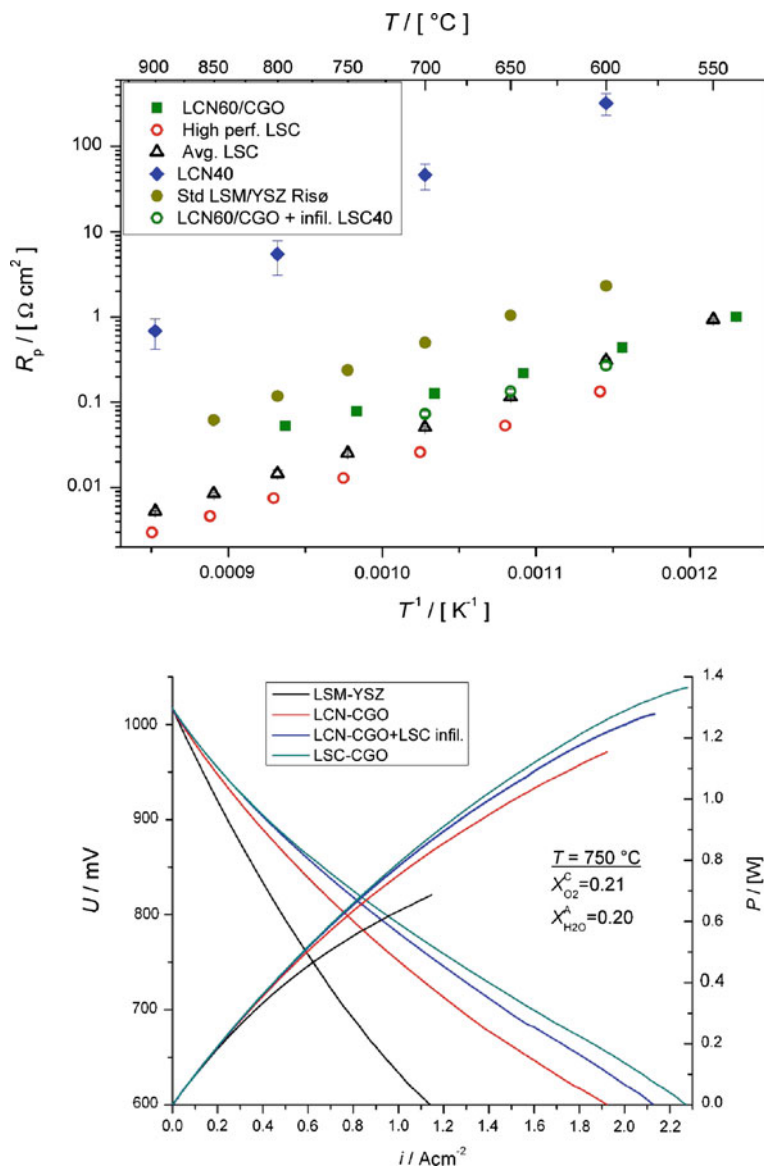 T / [ °C]
900 850 800 750 700 650 600 550
LCN60/CGO
High perf. LSC
Avg. LSC
LCN40
Std LSM/YSZ Risø
LCN60/CGO + infil. LSC40
100
10
1
0.1
0.01
Rp / [ Ω cm²]
0.0009 0.0010 0.0011 0.0012
T¹ / [ K⁻¹]
LSM-YSZ
LCN-CGO
LCN-CGO+LSC infil.
LSC-CGO
1000
900
800
700
600
U / mV
1.4
1.2
1.0
0.8
0.6
0.4
0.2
0.0
P / [W]
T = 750 °C
X^C_O2=0.21
X^A_H2O=0.20
0.0 0.2 0.4 0.6 0.8 1.0 1.2 1.4 1.6 1.8 2.0 2.2
i / Acm⁻²